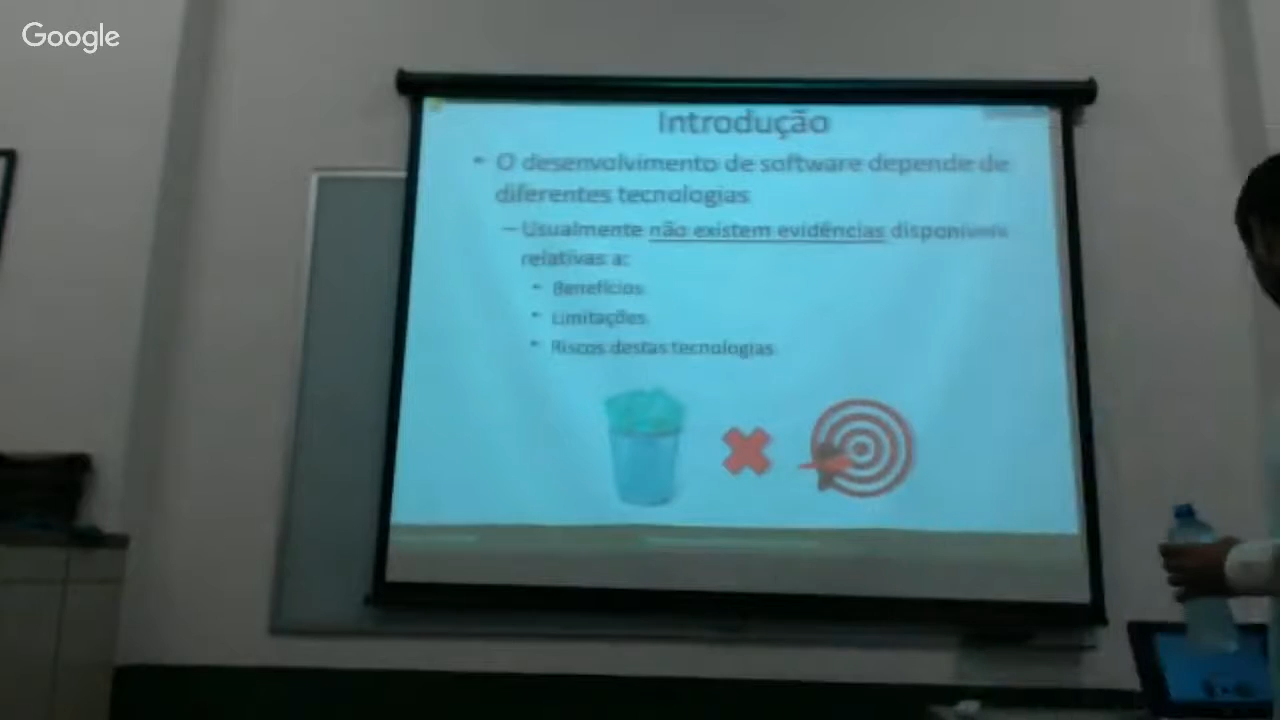 Google
Introdução
• O desenvolvimento de software depende de
diferentes tecnologias
– Usualmente não existem evidências disponíveis
relativas a:
• Benefícios
• Limitações
• Riscos destas tecnologias